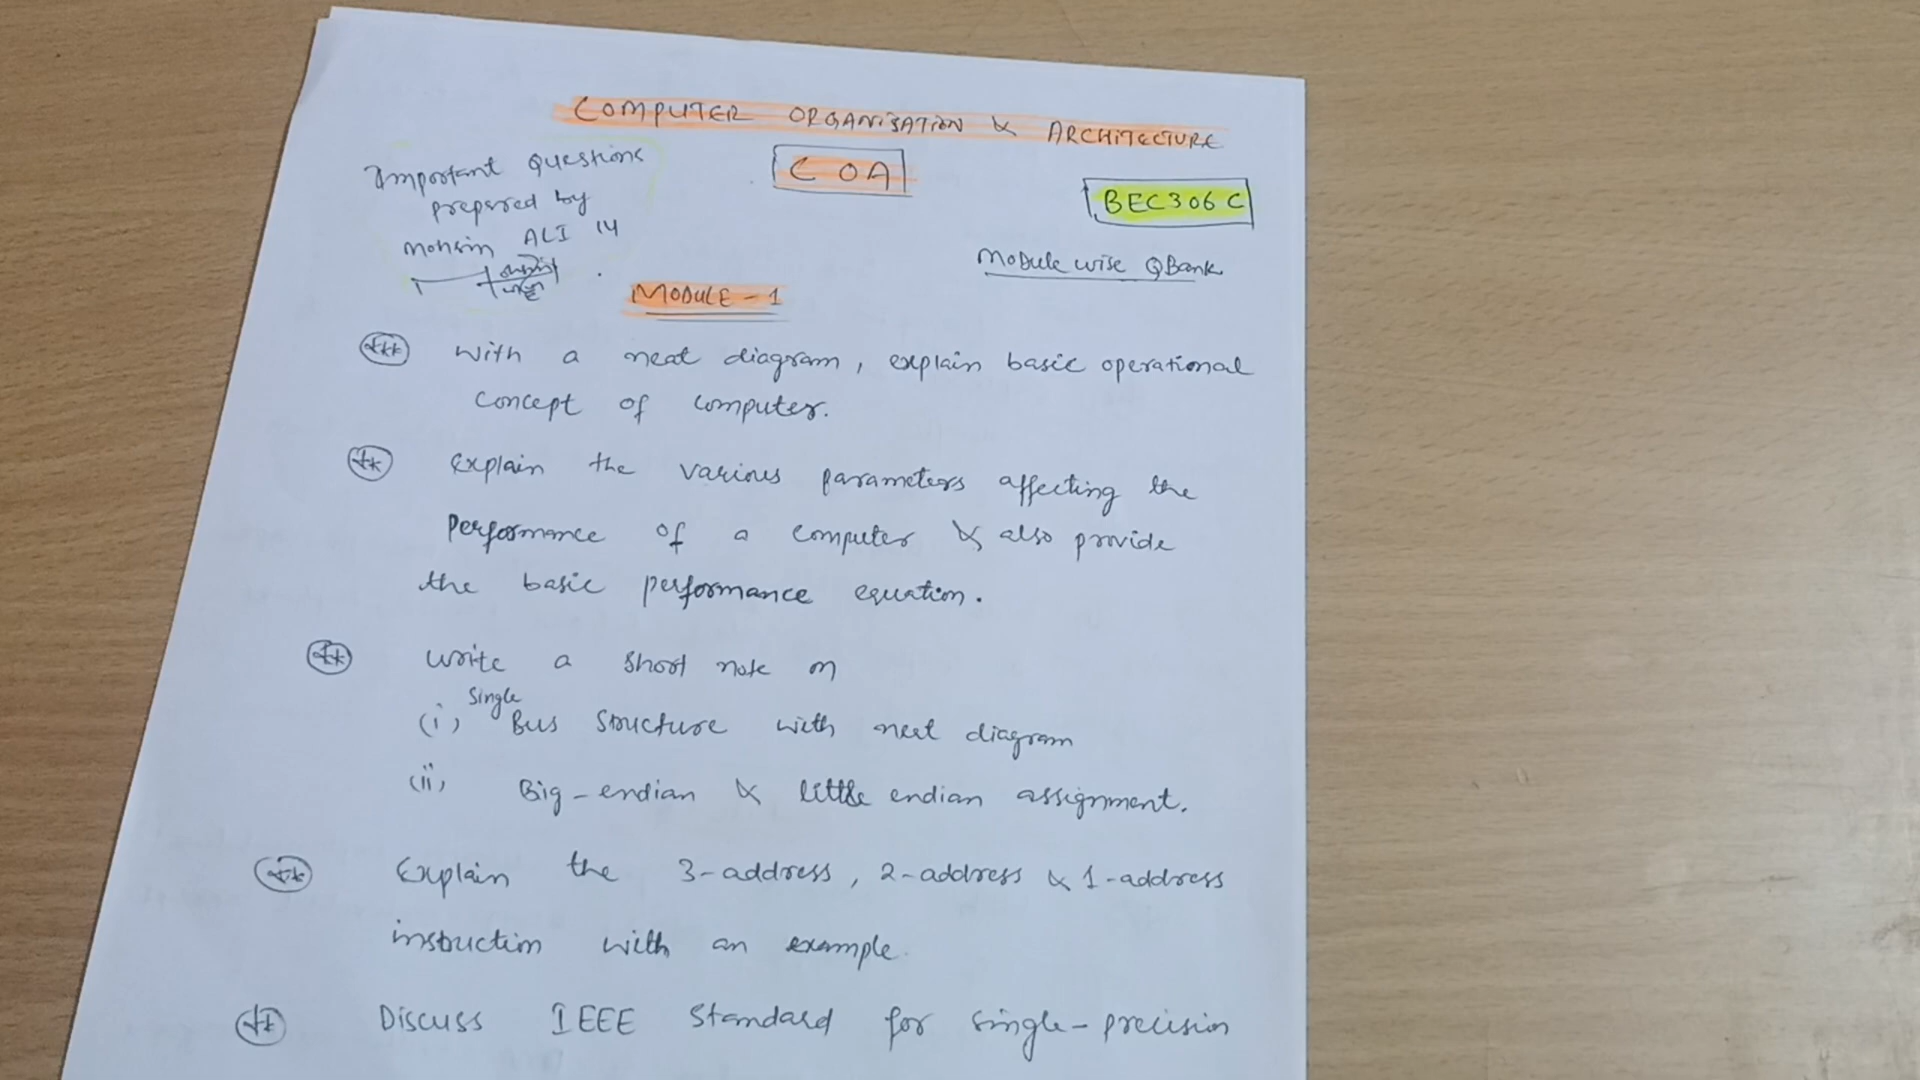 COMPUTER ORGANISATION & ARCHITECTURE
COA
BEC306C
Important Questions
prepared by
Mohsin ALI 14
Module wise QBank
MODULE - 1
*** With a neat diagram, explain basic operational
concept of computer.
** Explain the various parameters affecting the
performance of a computer & also provide
the basic performance equation.
** Write a short note on
(i) Single Bus structure with neat diagram
(ii) Big-endian & little endian assignment.
** Explain the 3-address, 2-address & 1-address
instruction with an example.
** Discuss IEEE standard for single-precision